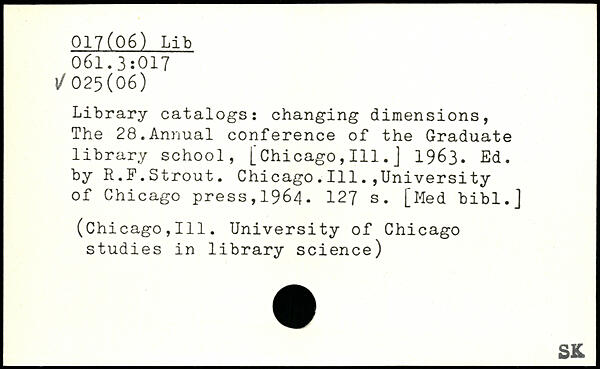 017(06) Lib
061.3:017
√ 025(06)
Library catalogs: changing dimensions,
The 28.Annual conference of the Graduate
library school, [Chicago,Ill.] 1963. Ed.
by R.F.Strout. Chicago.Ill.,University
of Chicago press,1964. 127 s. [Med bibl.]
(Chicago,Ill. University of Chicago
studies in library science)
SK